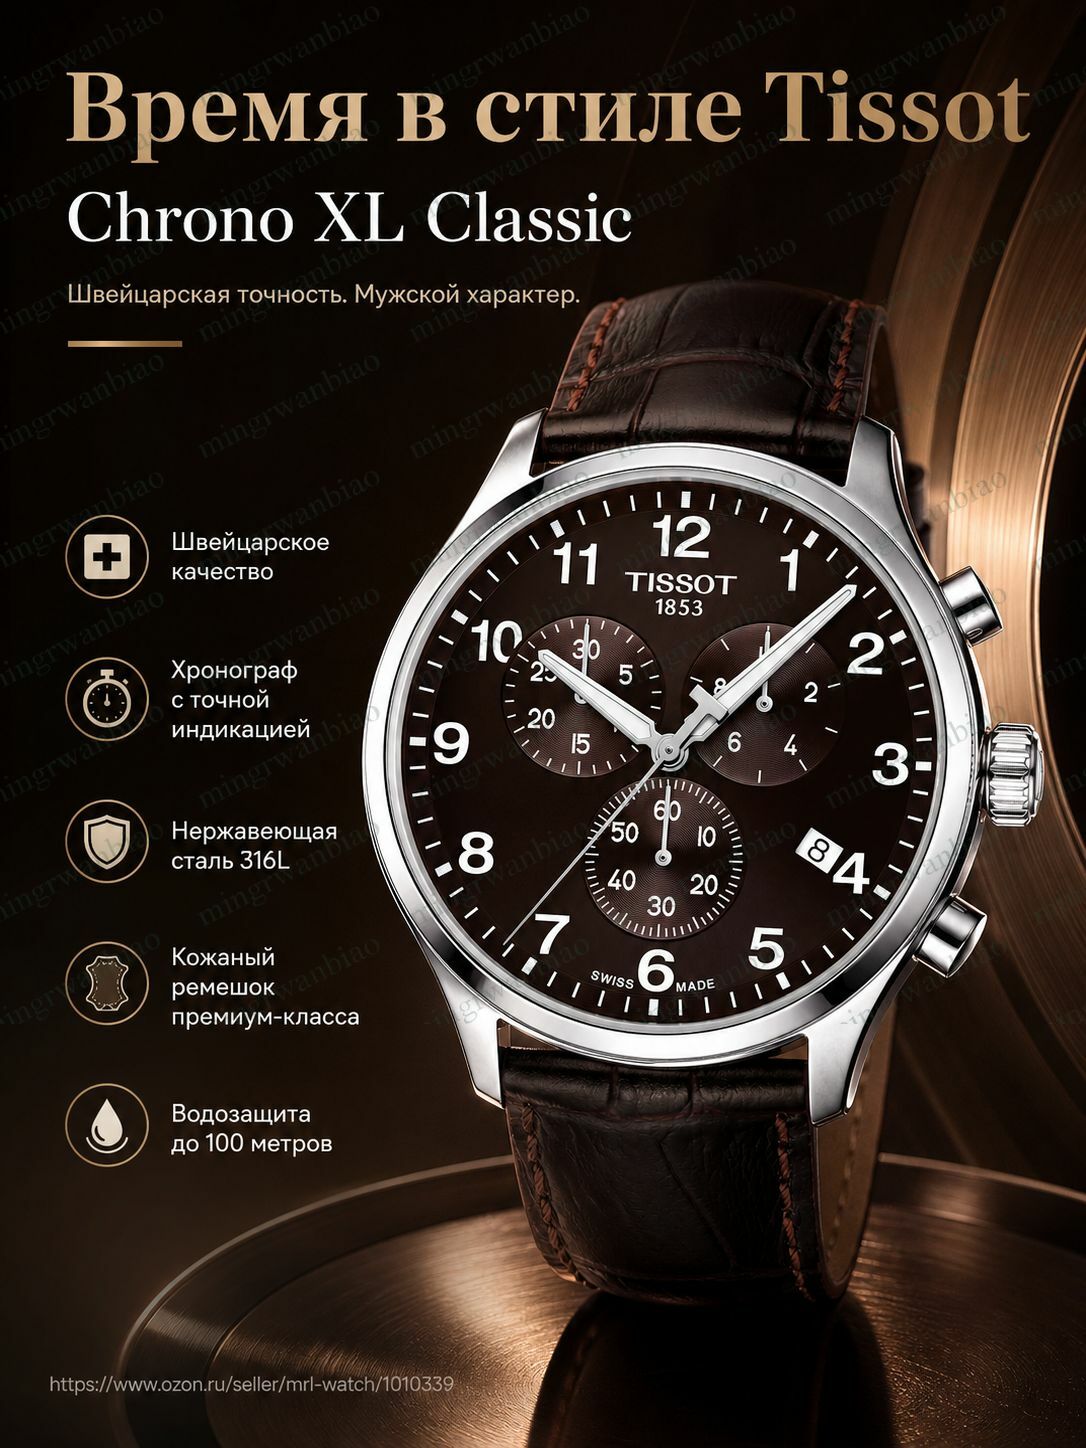 Время в стиле Tissot
Chrono XL Classic
Швейцарская точность. Мужской характер.
Швейцарское
качество
Хронограф
с точной
индикацией
Нержавеющая
сталь 316L
Кожаный
ремешок
премиум-класса
Водозащита
до 100 метров
12
11
1
TISSOT
1853
10
2
30
25
5
20
15
8
2
6
4
9
3
60
50
10
40
20
30
8
8
4
7
5
6
SWISS MADE
https://www.ozon.ru/seller/mrl-watch/1010339
mingrwanbiao